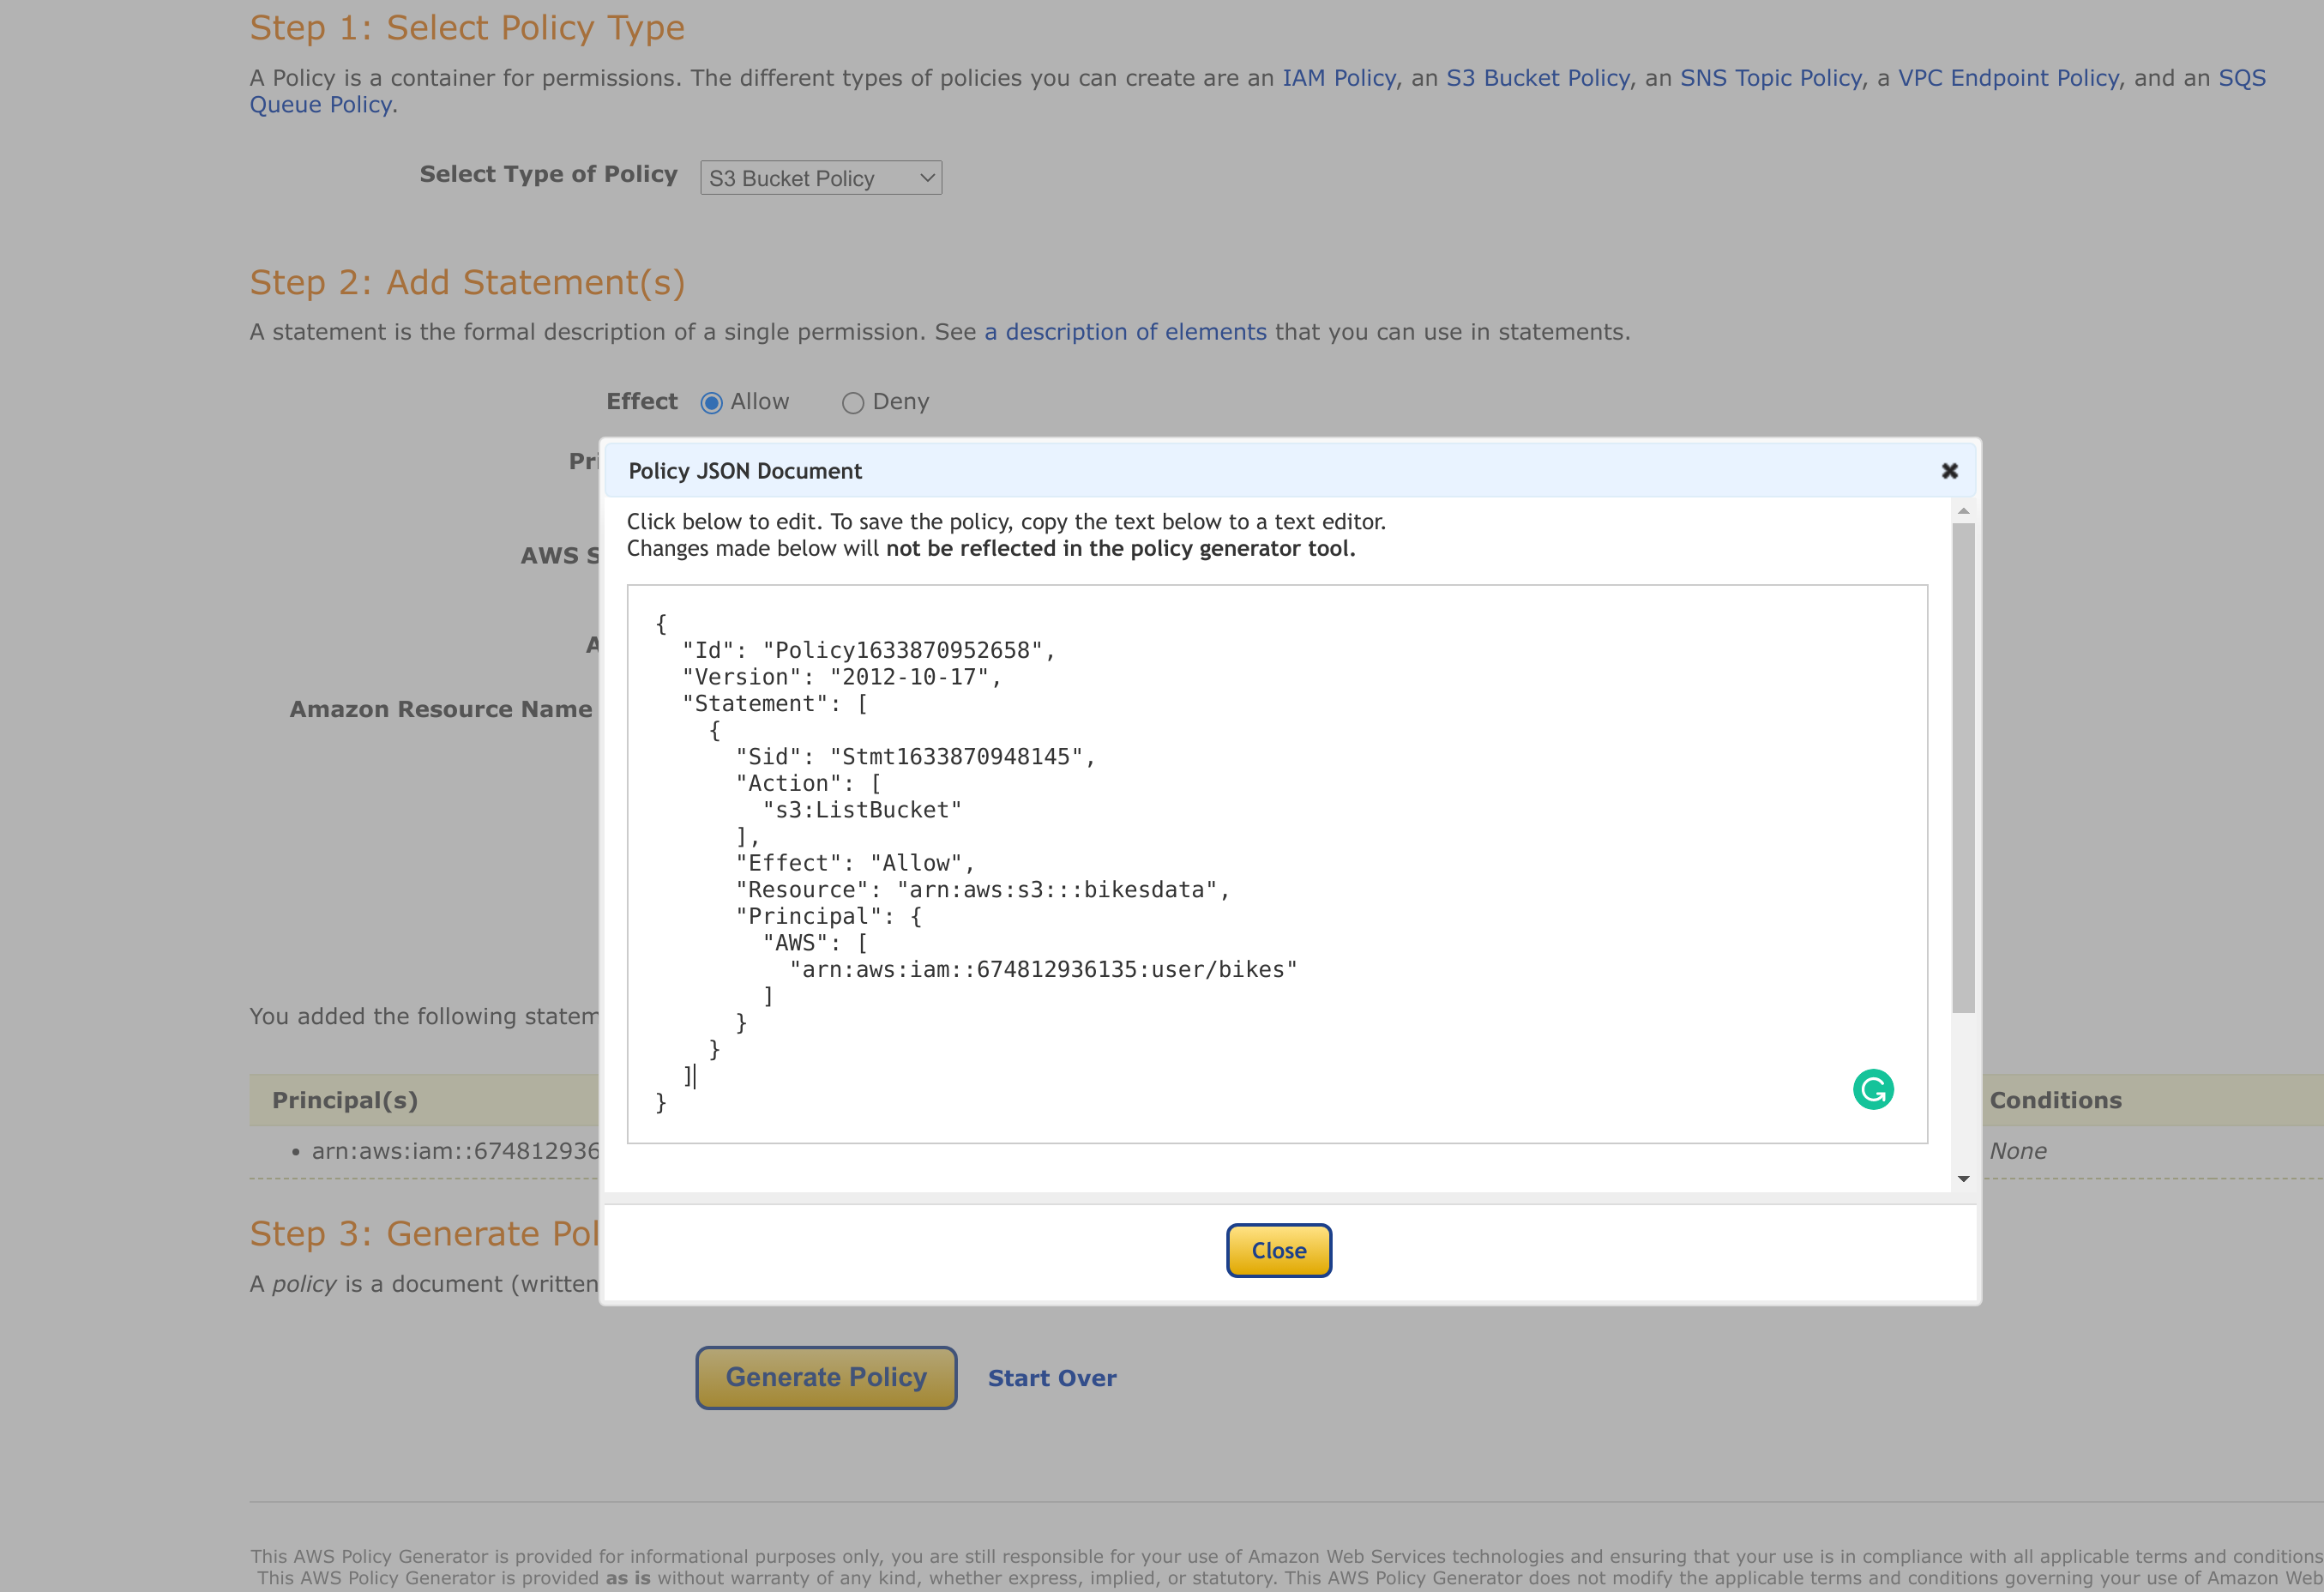 Step 1: Select Policy Type
A Policy is a container for permissions. The different types of policies you can create are an IAM Policy, an S3 Bucket Policy, an SNS Topic Policy, a VPC Endpoint Policy, and an SQS
Queue Policy.
Select Type of Policy S3 Bucket Policy
Step 2: Add Statement(s)
A statement is the formal description of a single permission. See a description of elements that you can use in statements.
Effect Allow Deny
Pri
AWS S
A
Amazon Resource Name
You added the following statem
Principal(s) Conditions
• arn:aws:iam::674812936 None
Step 3: Generate Pol
A policy is a document (written
Generate Policy Start Over
This AWS Policy Generator is provided for informational purposes only, you are still responsible for your use of Amazon Web Services technologies and ensuring that your use is in compliance with all applicable terms and conditions
This AWS Policy Generator is provided as is without warranty of any kind, whether express, implied, or statutory. This AWS Policy Generator does not modify the applicable terms and conditions governing your use of Amazon Web
Policy JSON Document
Click below to edit. To save the policy, copy the text below to a text editor.
Changes made below will not be reflected in the policy generator tool.
{
  "Id": "Policy1633870952658",
  "Version": "2012-10-17",
  "Statement": [
    {
      "Sid": "Stmt1633870948145",
      "Action": [
        "s3:ListBucket"
      ],
      "Effect": "Allow",
      "Resource": "arn:aws:s3:::bikesdata",
      "Principal": {
        "AWS": [
          "arn:aws:iam::674812936135:user/bikes"
        ]
      }
    }
  ]
}
Close